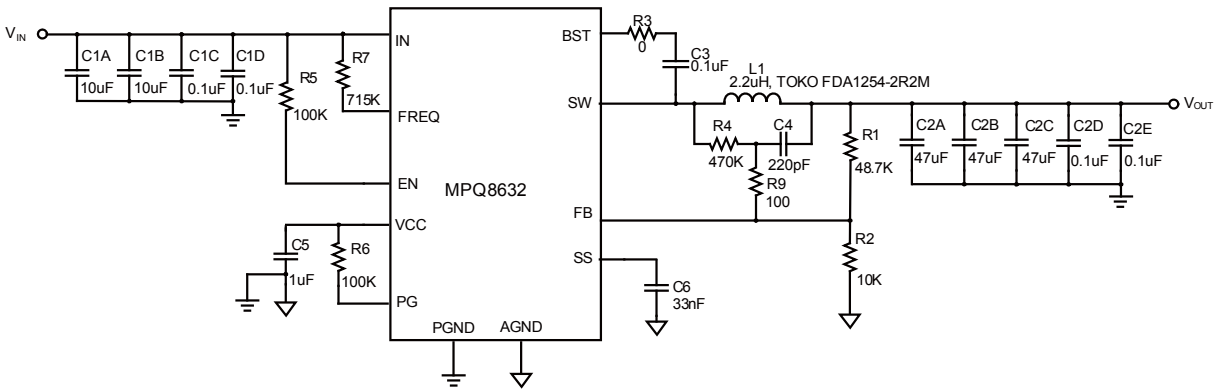 VIN
C1A
10uF
C1B
10uF
C1C
0.1uF
C1D
0.1uF
R5
100K
R7
715K
IN
FREQ
EN
VCC
PG
MPQ8632
PGND
AGND
BST
SW
FB
SS
C5
1uF
R6
100K
R3
0
C3
0.1uF
L1
2.2uH, TOKO FDA1254-2R2M
R4
470K
C4
220pF
R9
100
R1
48.7K
R2
10K
C6
33nF
C2A
47uF
C2B
47uF
C2C
47uF
C2D
0.1uF
C2E
0.1uF
VOUT